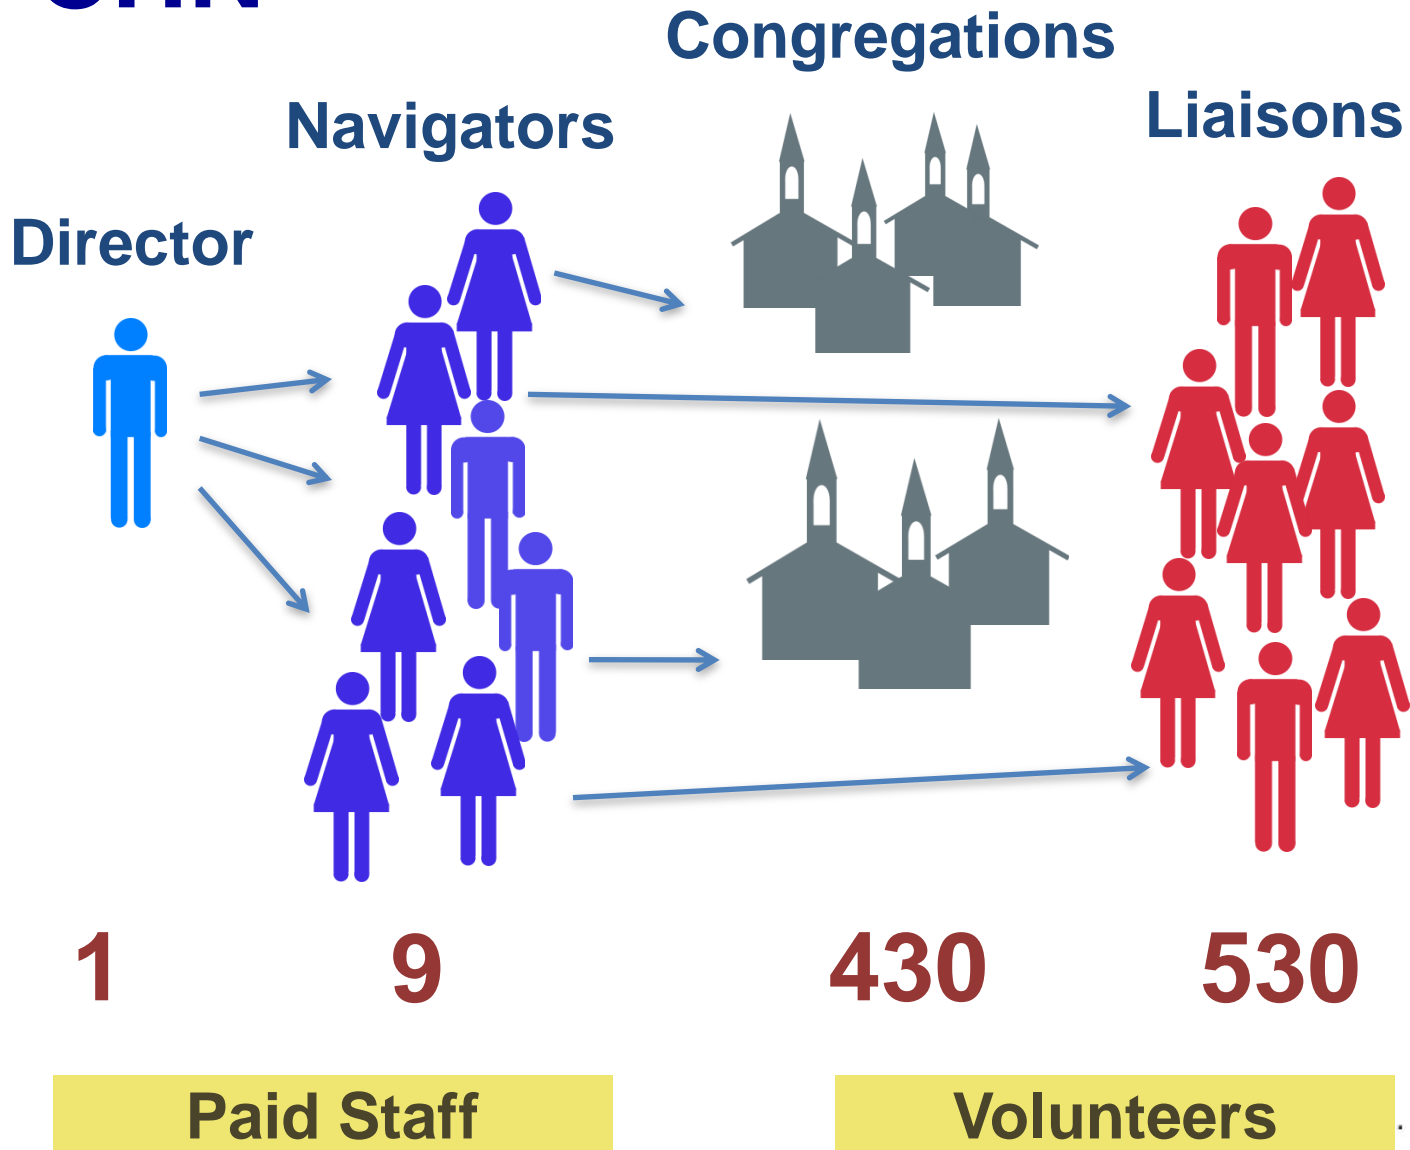 Congregations
Navigators
Liaisons
Director
1
9
430
530
Paid Staff
Volunteers